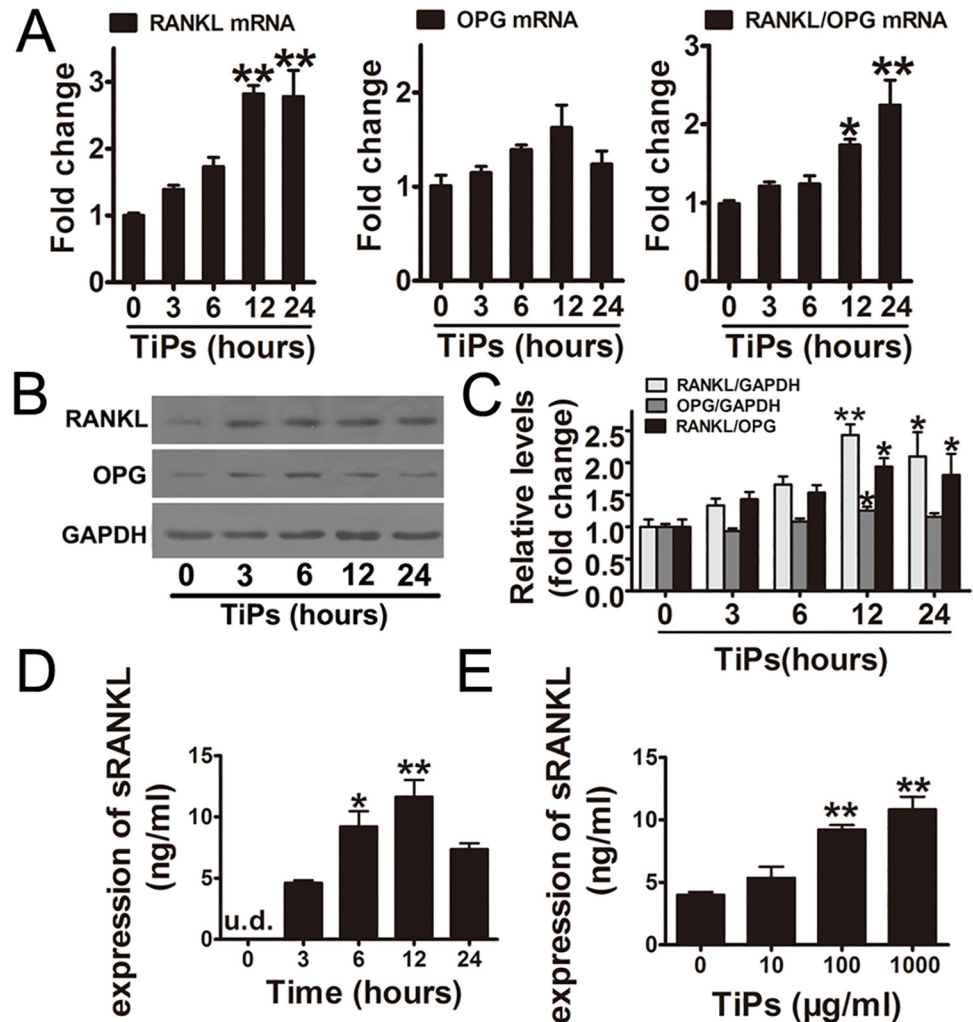 A
RANKL mRNA
OPG mRNA
RANKL/OPG mRNA
Fold change
3
2
1
0
**
**
0 3 6 12 24
TiPs (hours)
Fold change
2
1
0
0 3 6 12 24
TiPs (hours)
Fold change
3
2
1
0
*
**
0 3 6 12 24
TiPs (hours)
B
RANKL
OPG
GAPDH
0 3 6 12 24
TiPs (hours)
C
RANKL/GAPDH
OPG/GAPDH
RANKL/OPG
Relative levels
(fold change)
2.5
2.0
1.5
1.0
0.5
0.0
**
*
*
*
*
0 3 6 12 24
TiPs(hours)
D
expression of sRANKL
(ng/ml)
15
10
5
0
u.d.
*
**
0 3 6 12 24
Time (hours)
E
expression of sRANKL
(ng/ml)
15
10
5
0
**
**
0 10 100 1000
TiPs (μg/ml)